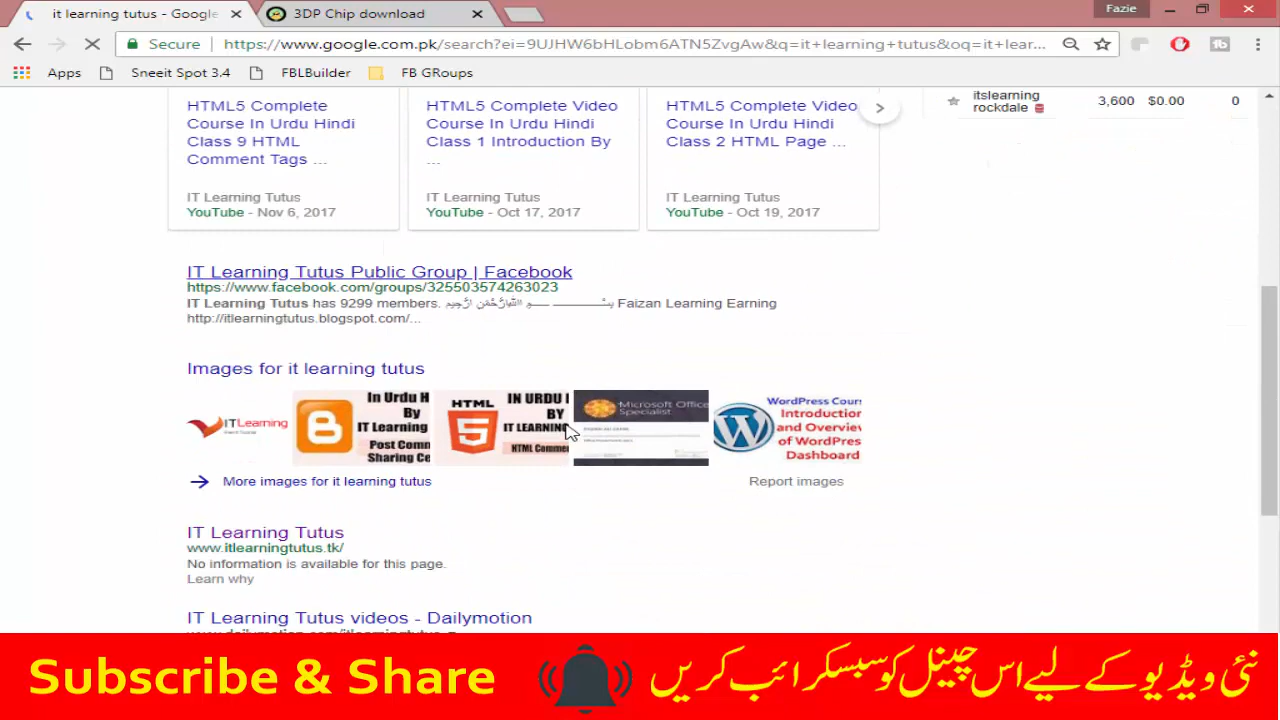 it learning tutus - Google
3DP Chip download
Fazie
Secure
https://www.google.com.pk/search?ei=9UJHW6bHLobm6ATN5ZvgAw&q=it+learning+tutus&oq=it+lear...
Apps
Sneeit Spot 3.4
FBLBuilder
FB GRoups
HTML5 Complete
Course In Urdu Hindi
Class 9 HTML
Comment Tags ...
IT Learning Tutus
YouTube - Nov 6, 2017
HTML5 Complete Video
Course In Urdu Hindi
Class 1 Introduction By
...
IT Learning Tutus
YouTube - Oct 17, 2017
HTML5 Complete Video
Course In Urdu Hindi
Class 2 HTML Page ...
IT Learning Tutus
YouTube - Oct 19, 2017
itslearning
rockdale
3,600 $0.00 0
IT Learning Tutus Public Group | Facebook
https://www.facebook.com/groups/325503574263023
IT Learning Tutus has 9299 members. Faizan Learning Earning
http://itlearningtutus.blogspot.com/...
Images for it learning tutus
ITLearning
In Urdu H
By
IT Learning
Post Comm
Sharing Ce
HTML
IN URDU
BY
IT LEARNING
HTML Comme
Microsoft Office
Specialist
WordPress Cour
Introduction
and Overview
of WordPres
Dashboard
More images for it learning tutus
Report images
IT Learning Tutus
www.itlearningtutus.tk/
No information is available for this page.
Learn why
IT Learning Tutus videos - Dailymotion
Subscribe & Share
نئی ویڈیو کے لیے اس چینل کو سبسکرائب کریں